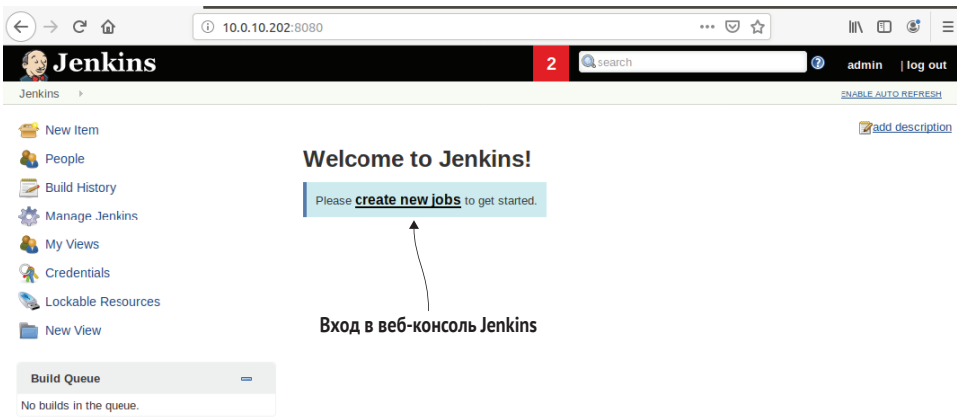 10.0.10.202:8080
Jenkins
2
search
admin | log out
Jenkins
ENABLE AUTO REFRESH
New Item
add description
People
Welcome to Jenkins!
Build History
Please create new jobs to get started.
Manage Jenkins
My Views
Credentials
Lockable Resources
Вход в веб-консоль Jenkins
New View
Build Queue
No builds in the queue.